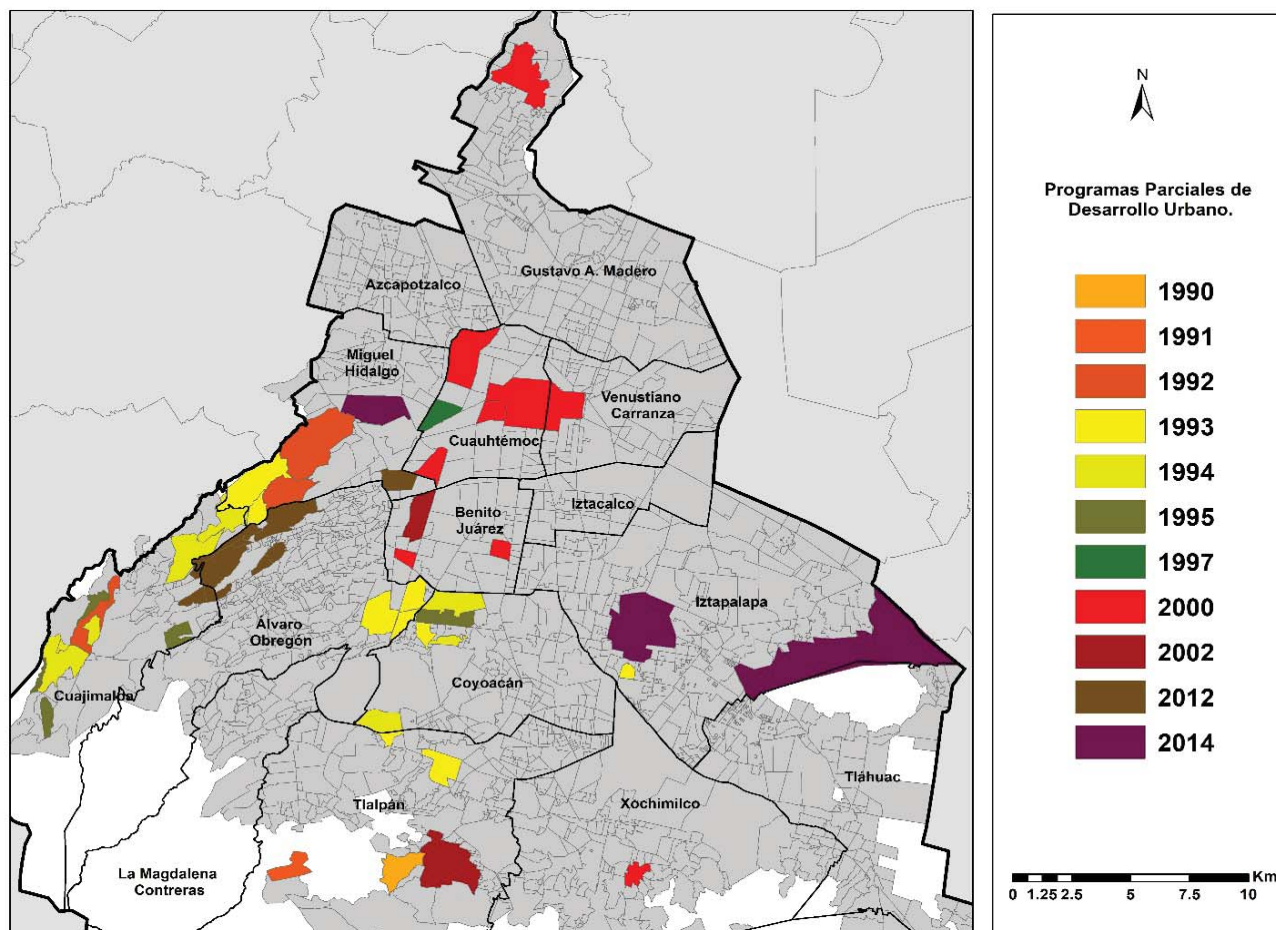 Gustavo A. Madero
Azcapotzalco
Miguel
Hidalgo
Venustiano
Carranza
Cuauhtémoc
Iztacalco
Benito
Juárez
Iztapalapa
Álvaro
Obregón
Coyoacán
Cuajimalpa
Tláhuac
Tlalpán
Xochimilco
La Magdalena
Contreras
N
Programas Parciales de
Desarrollo Urbano.
1990
1991
1992
1993
1994
1995
1997
2000
2002
2012
2014
0 1.25 2.5 5 7.5 10 Km